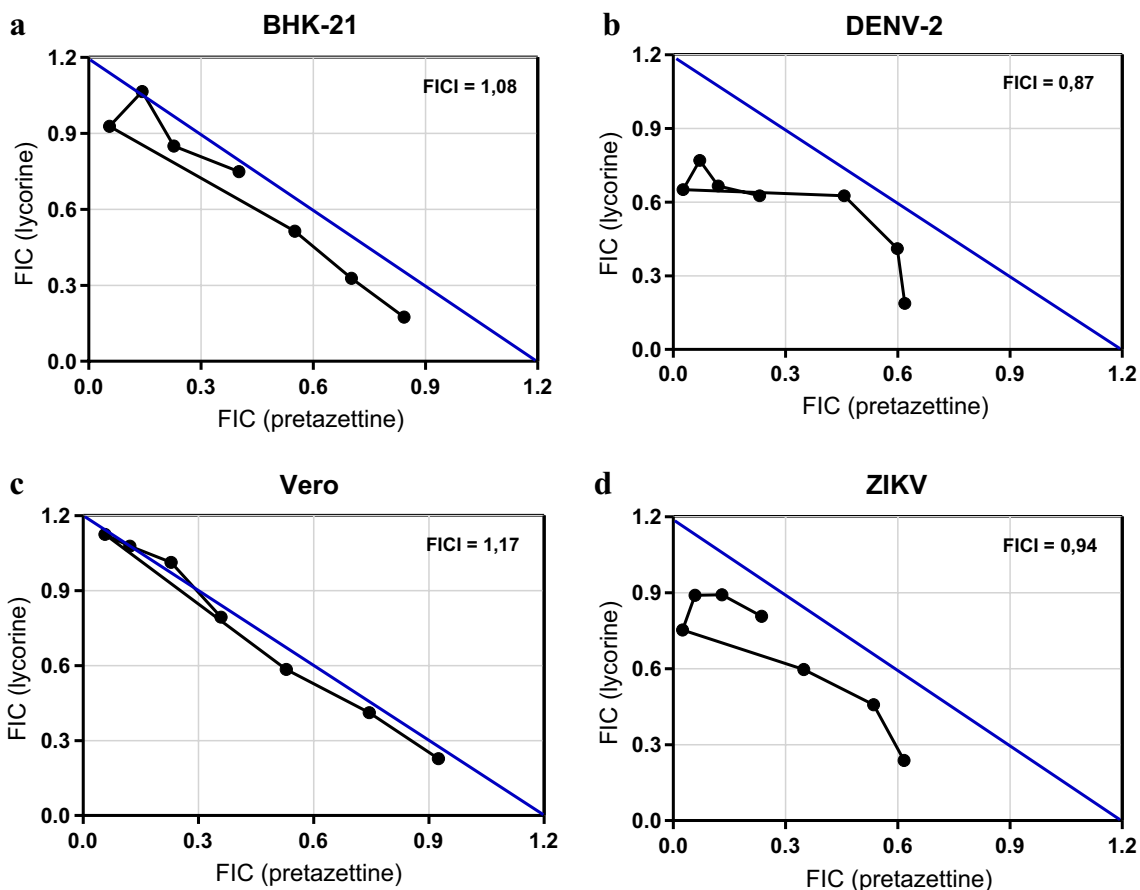 a
BHK-21
FICI = 1,08
1.2
0.9
0.6
0.3
0.0
FIC (lycorine)
0.0 0.3 0.6 0.9 1.2
FIC (pretazettine)
b
DENV-2
FICI = 0,87
1.2
0.9
0.6
0.3
0.0
FIC (lycorine)
0.0 0.3 0.6 0.9 1.2
FIC (pretazettine)
c
Vero
FICI = 1,17
1.2
0.9
0.6
0.3
0.0
FIC (lycorine)
0.0 0.3 0.6 0.9 1.2
FIC (pretazettine)
d
ZIKV
FICI = 0,94
1.2
0.9
0.6
0.3
0.0
FIC (lycorine)
0.0 0.3 0.6 0.9 1.2
FIC (pretazettine)